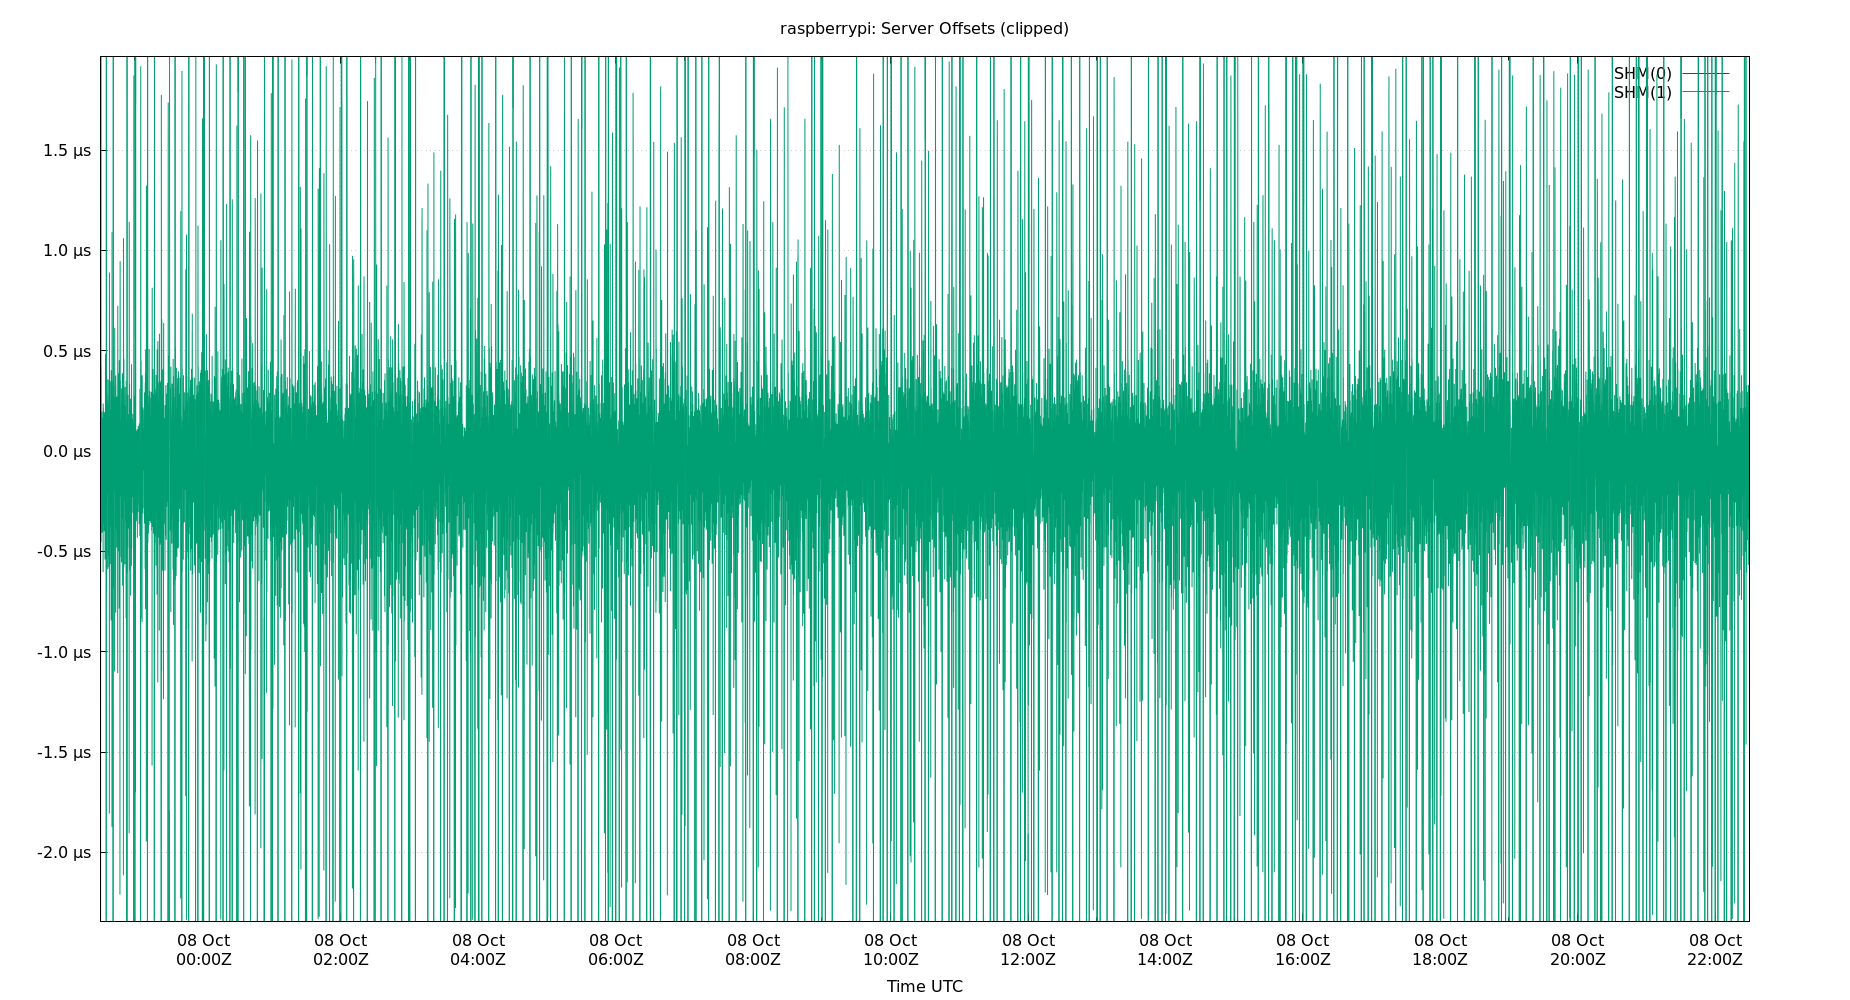 raspberrypi: Server Offsets (clipped)
SHM(0)
SHM(1)
1.5 µs
1.0 µs
0.5 µs
0.0 µs
-0.5 µs
-1.0 µs
-1.5 µs
-2.0 µs
08 Oct 08 Oct 08 Oct 08 Oct 08 Oct 08 Oct 08 Oct 08 Oct 08 Oct 08 Oct 08 Oct 08 Oct
00:00Z 02:00Z 04:00Z 06:00Z 08:00Z 10:00Z 12:00Z 14:00Z 16:00Z 18:00Z 20:00Z 22:00Z
Time UTC